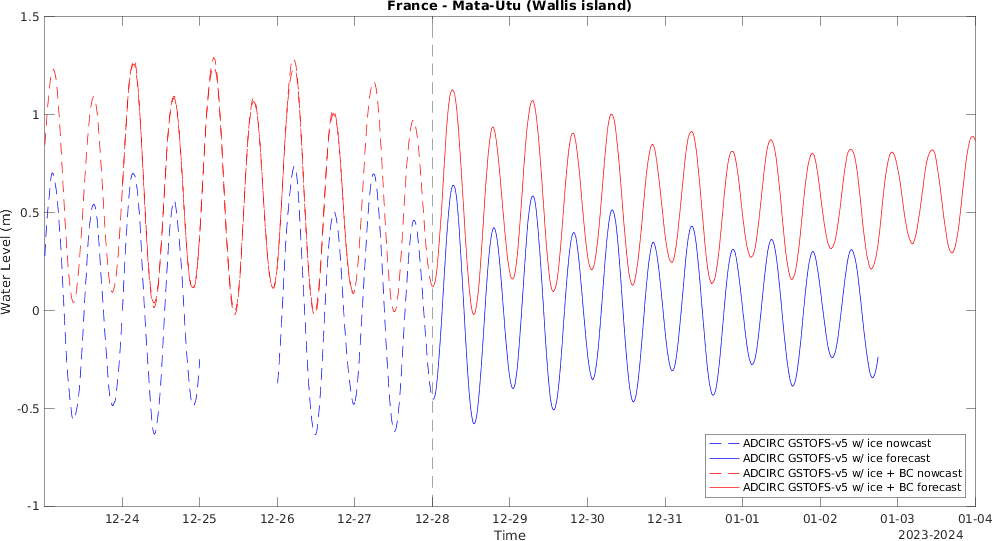 France - Mata-Utu (Wallis island)
1.5
1
0.5
0
-0.5
-1
Water Level (m)
12-24 12-25 12-26 12-27 12-28 12-29 12-30 12-31 01-01 01-02 01-03 01-04
Time
2023-2024
ADCIRC GSTOFS-v5 w/ ice nowcast
ADCIRC GSTOFS-v5 w/ ice forecast
ADCIRC GSTOFS-v5 w/ ice + BC nowcast
ADCIRC GSTOFS-v5 w/ ice + BC forecast